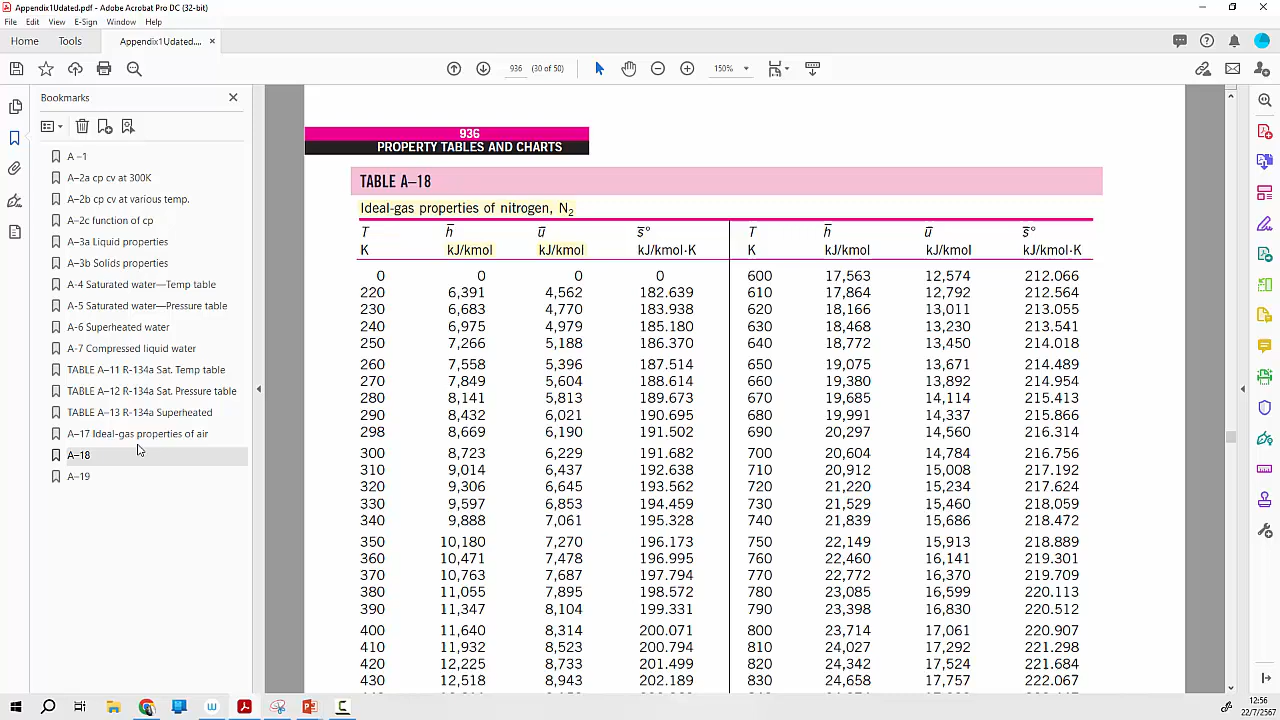 Appendix1Udated.pdf - Adobe Acrobat Pro DC (32-bit)
File Edit View E-Sign Window Help
Home Tools Appendix1Udated.... ×
936 (30 of 50) 150%
Bookmarks
A -1
A-2a cp cv at 300K
A-2b cp cv at various temp.
A-2c function of cp
A-3a Liquid properties
A-3b Solids properties
A-4 Saturated water—Temp table
A-5 Saturated water—Pressure table
A-6 Superheated water
A-7 Compressed liquid water
TABLE A–11 R-134a Sat. Temp table
TABLE A–12 R-134a Sat. Pressure table
TABLE A–13 R-134a Superheated
A–17 Ideal-gas properties of air
A–18
A–19
936
PROPERTY TABLES AND CHARTS
TABLE A–18
Ideal-gas properties of nitrogen, N2
T h̅ u̅ s̅° T h̅ u̅ s̅°
K kJ/kmol kJ/kmol kJ/kmol·K K kJ/kmol kJ/kmol kJ/kmol·K
0 0 0 0 600 17,563 12,574 212.066
220 6,391 4,562 182.639 610 17,864 12,792 212.564
230 6,683 4,770 183.938 620 18,166 13,011 213.055
240 6,975 4,979 185.180 630 18,468 13,230 213.541
250 7,266 5,188 186.370 640 18,772 13,450 214.018
260 7,558 5,396 187.514 650 19,075 13,671 214.489
270 7,849 5,604 188.614 660 19,380 13,892 214.954
280 8,141 5,813 189.673 670 19,685 14,114 215.413
290 8,432 6,021 190.695 680 19,991 14,337 215.866
298 8,669 6,190 191.502 690 20,297 14,560 216.314
300 8,723 6,229 191.682 700 20,604 14,784 216.756
310 9,014 6,437 192.638 710 20,912 15,008 217.192
320 9,306 6,645 193.562 720 21,220 15,234 217.624
330 9,597 6,853 194.459 730 21,529 15,460 218.059
340 9,888 7,061 195.328 740 21,839 15,686 218.472
350 10,180 7,270 196.173 750 22,149 15,913 218.889
360 10,471 7,478 196.995 760 22,460 16,141 219.301
370 10,763 7,687 197.794 770 22,772 16,370 219.709
380 11,055 7,895 198.572 780 23,085 16,599 220.113
390 11,347 8,104 199.331 790 23,398 16,830 220.512
400 11,640 8,314 200.071 800 23,714 17,061 220.907
410 11,932 8,523 200.794 810 24,027 17,292 221.298
420 12,225 8,733 201.499 820 24,342 17,524 221.684
430 12,518 8,943 202.189 830 24,658 17,757 222.067
12:56
22/7/2567